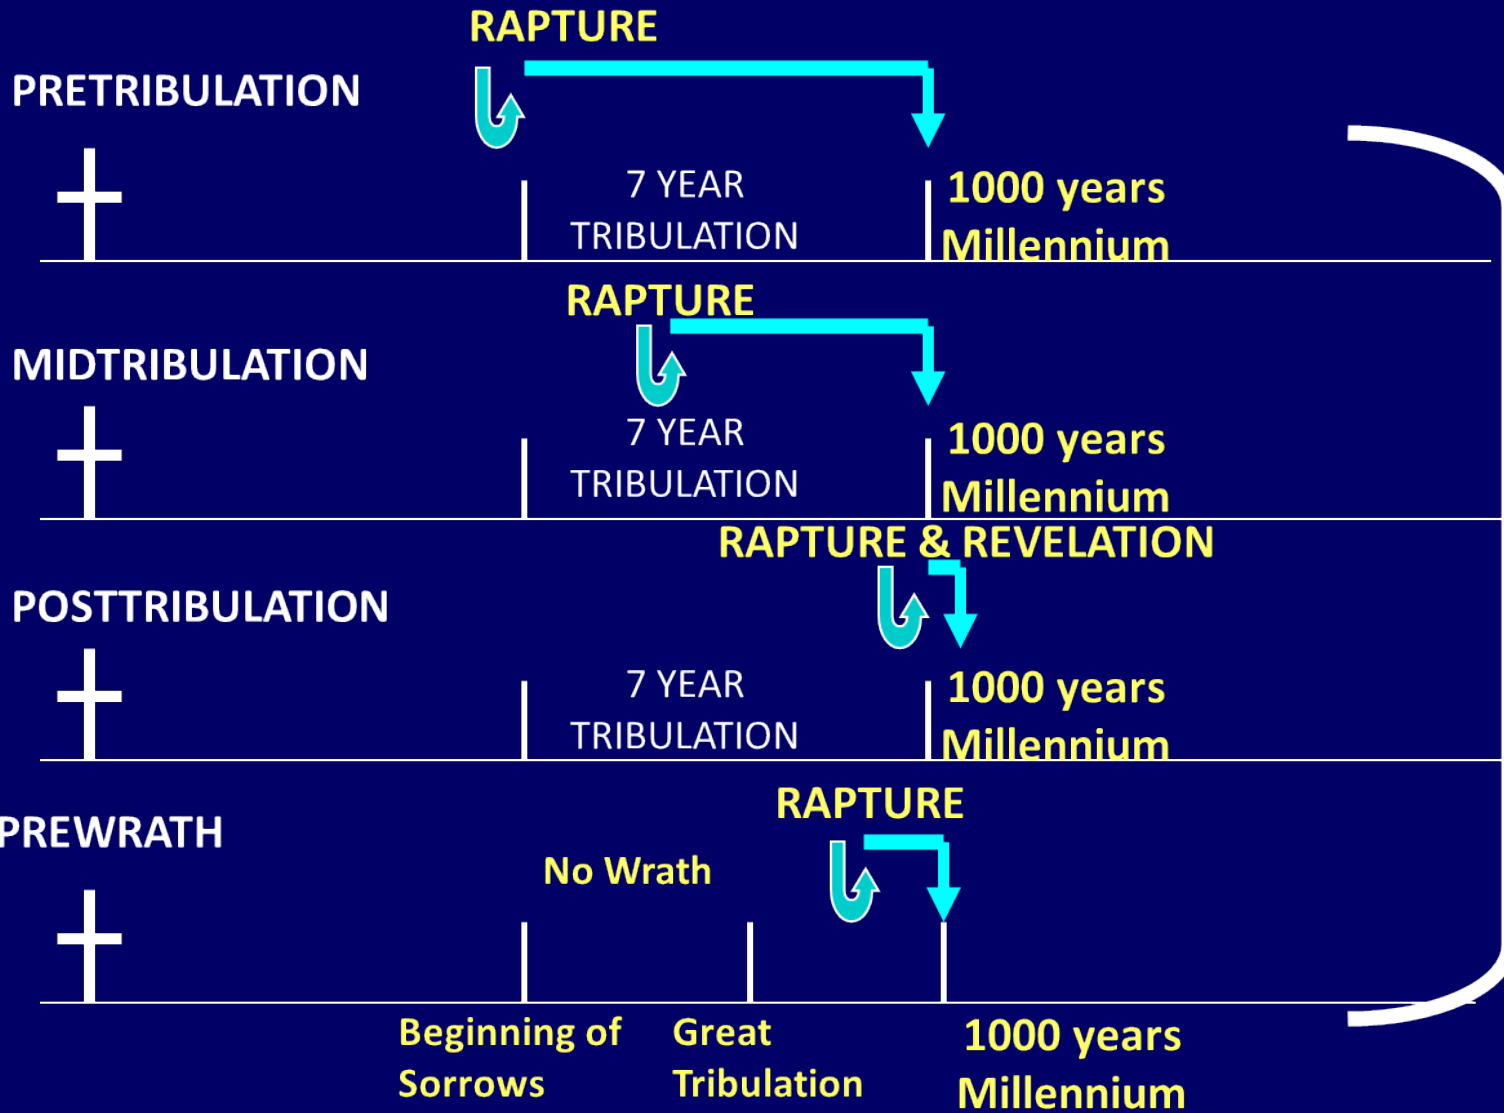 RAPTURE
PRETRIBULATION
7 YEAR
TRIBULATION
1000 years
Millennium
RAPTURE
MIDTRIBULATION
7 YEAR
TRIBULATION
1000 years
Millennium
RAPTURE & REVELATION
POSTTRIBULATION
7 YEAR
TRIBULATION
1000 years
Millennium
RAPTURE
PREWRATH
No Wrath
Beginning of
Sorrows
Great
Tribulation
1000 years
Millennium